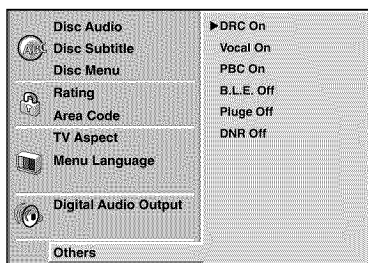 Disc Audio
Disc Subtitle
Disc Menu
Rating
Area Code
TV Aspect
Menu Language
Digital Audio Output
Others
DRC On
Vocal On
PBC On
B.L.E. Off
Pluge Off
DNR Off